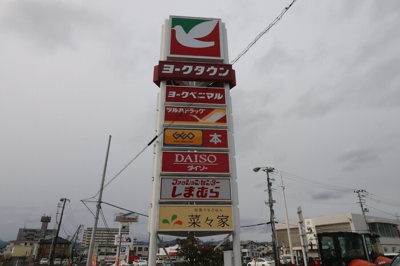 ヨークタウン
ヨークベニマル
ツルハドラッグ
GEO 本
DAISO
ダイソー
ファッションセンター
しまむら
菜々家